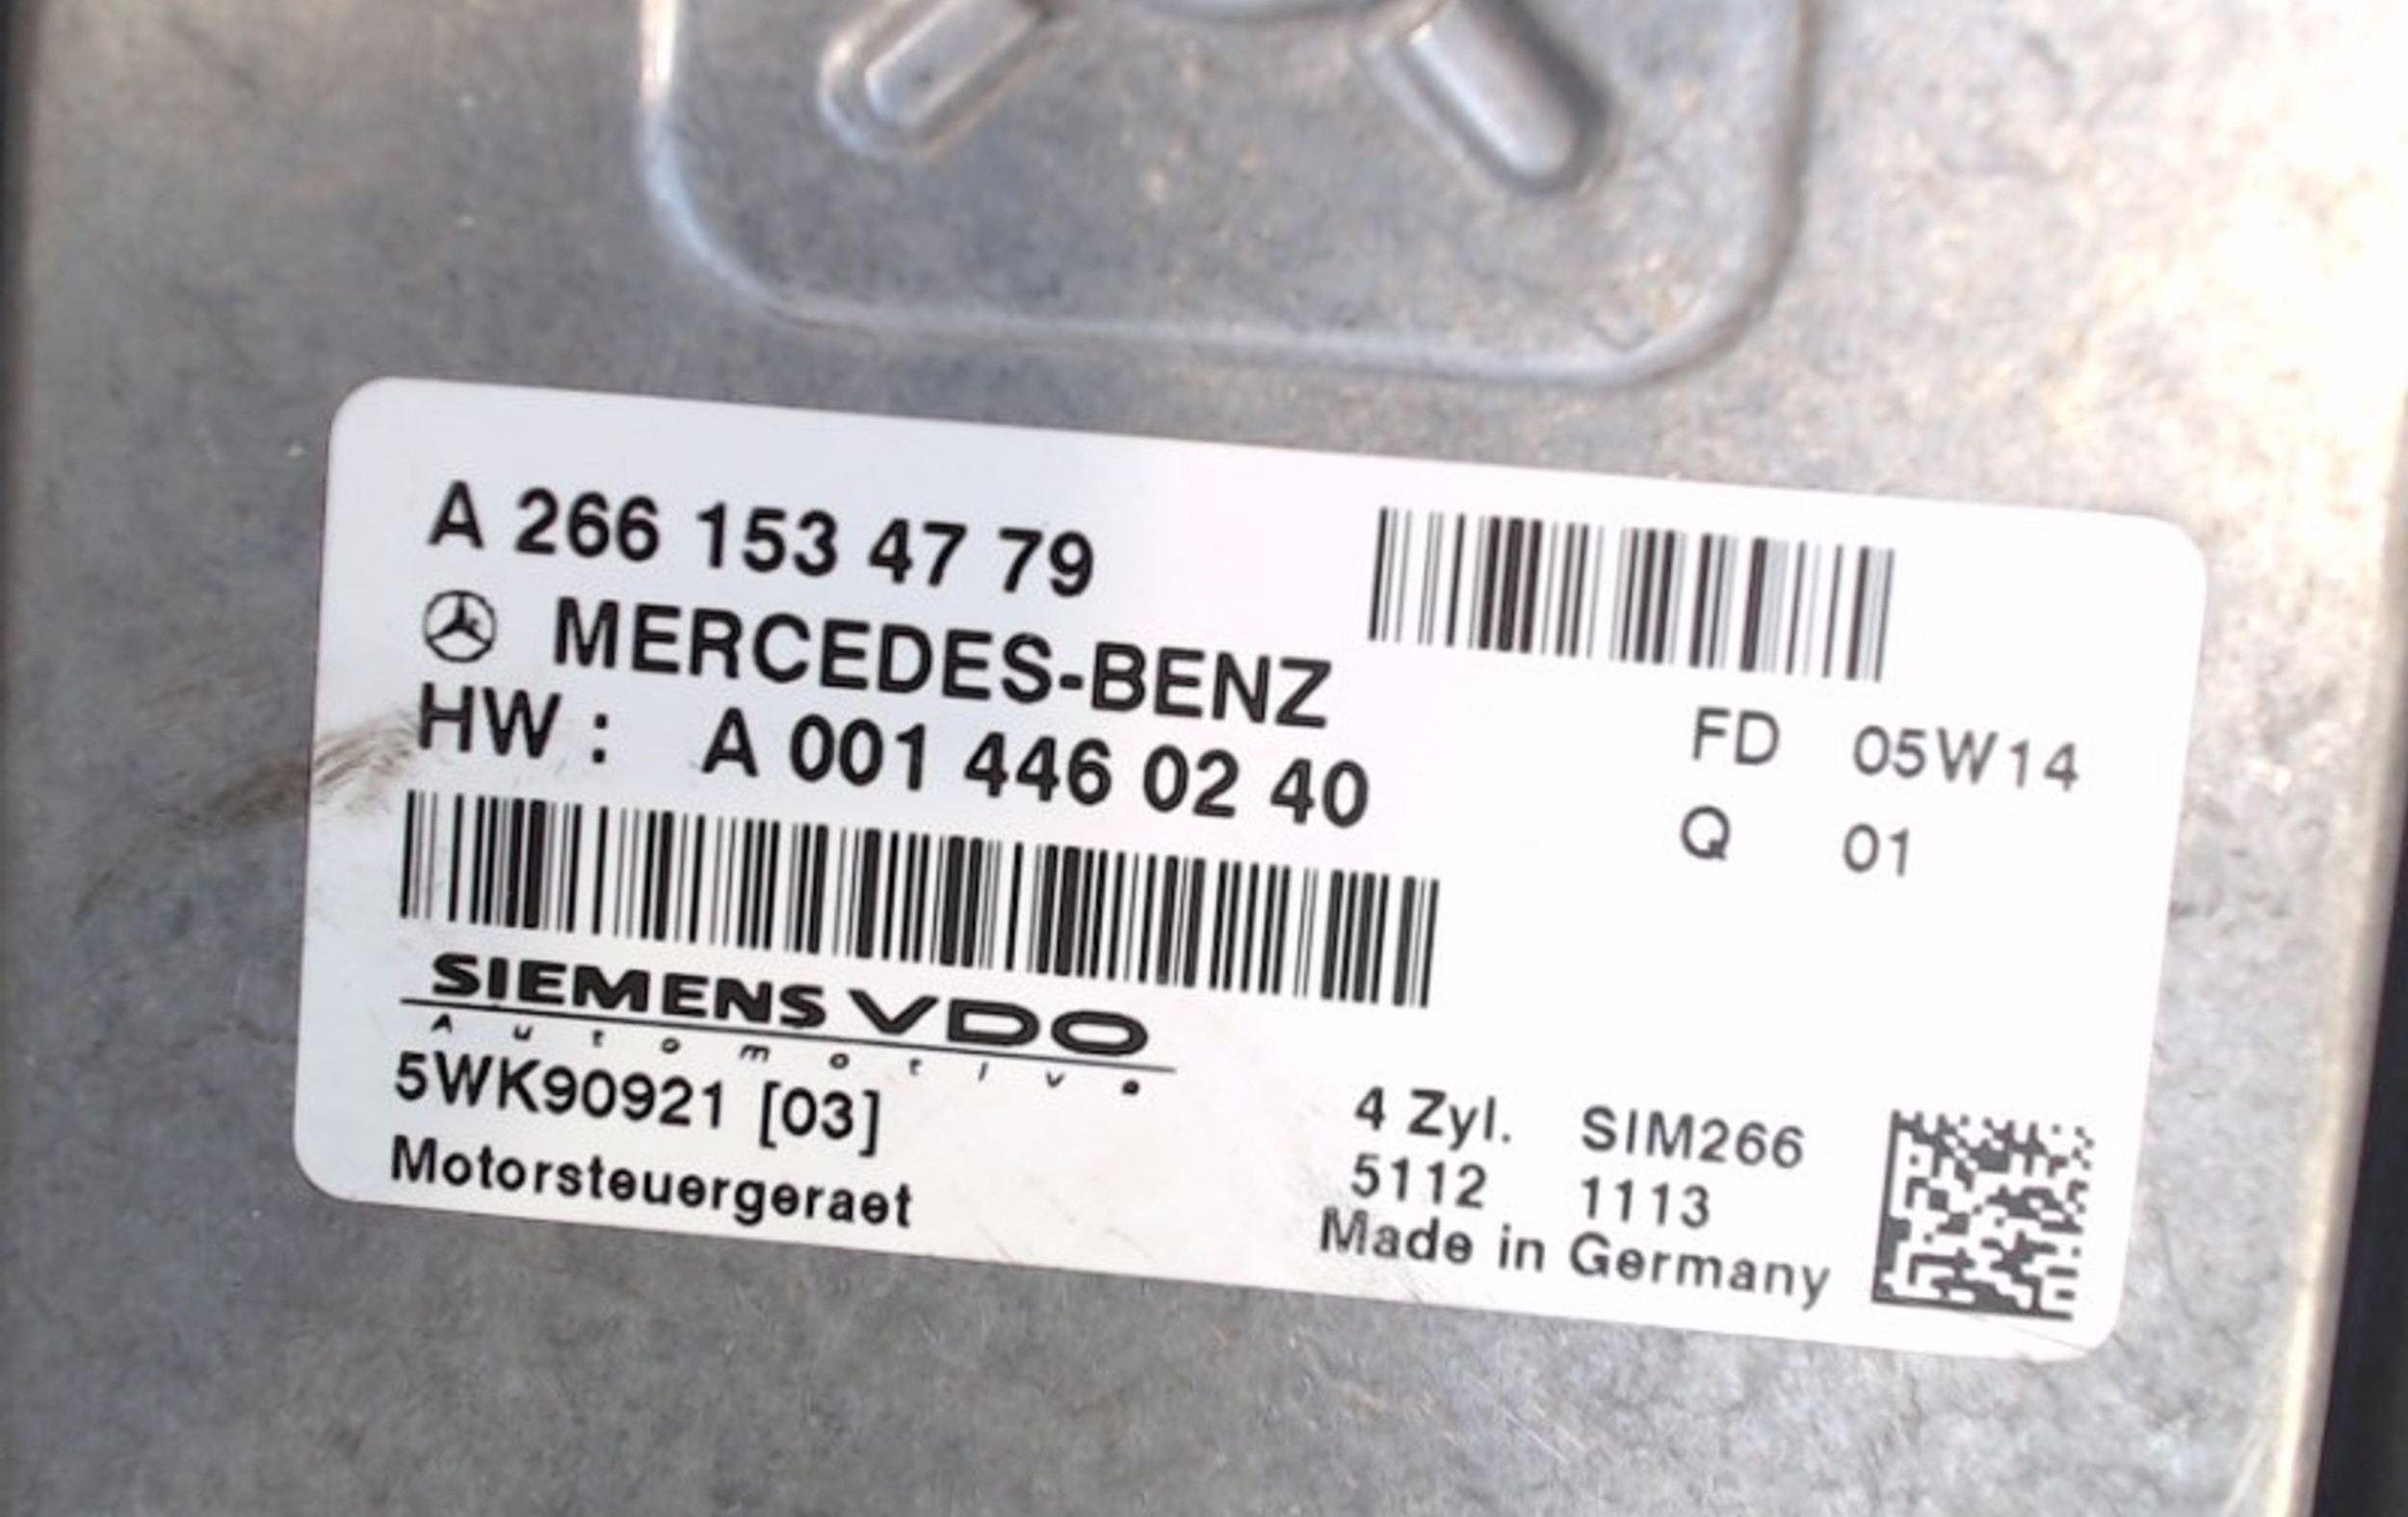 A 266 153 47 79
MERCEDES-BENZ
HW : A 001 446 02 40
FD 05W14
Q 01
SIEMENS VDO
Automotive
5WK90921 [03]
Motorsteuergeraet
4 Zyl. SIM266
5112 1113
Made in Germany